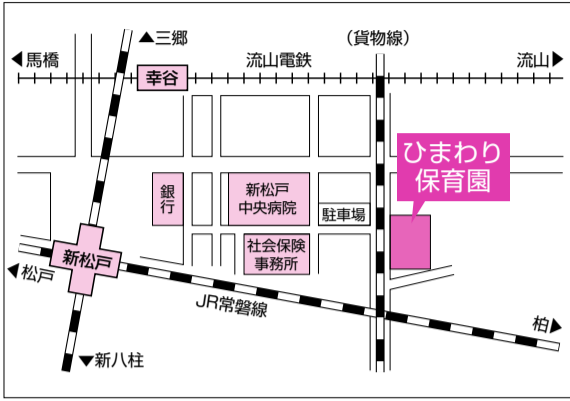 ▲三郷
(貨物線)
◀馬橋
流山電鉄
流山▶
幸谷
ひまわり
保育園
銀行
新松戸
中央病院
駐車場
社会保険
事務所
新松戸
◀松戸
JR常磐線
柏▶
▼新八柱